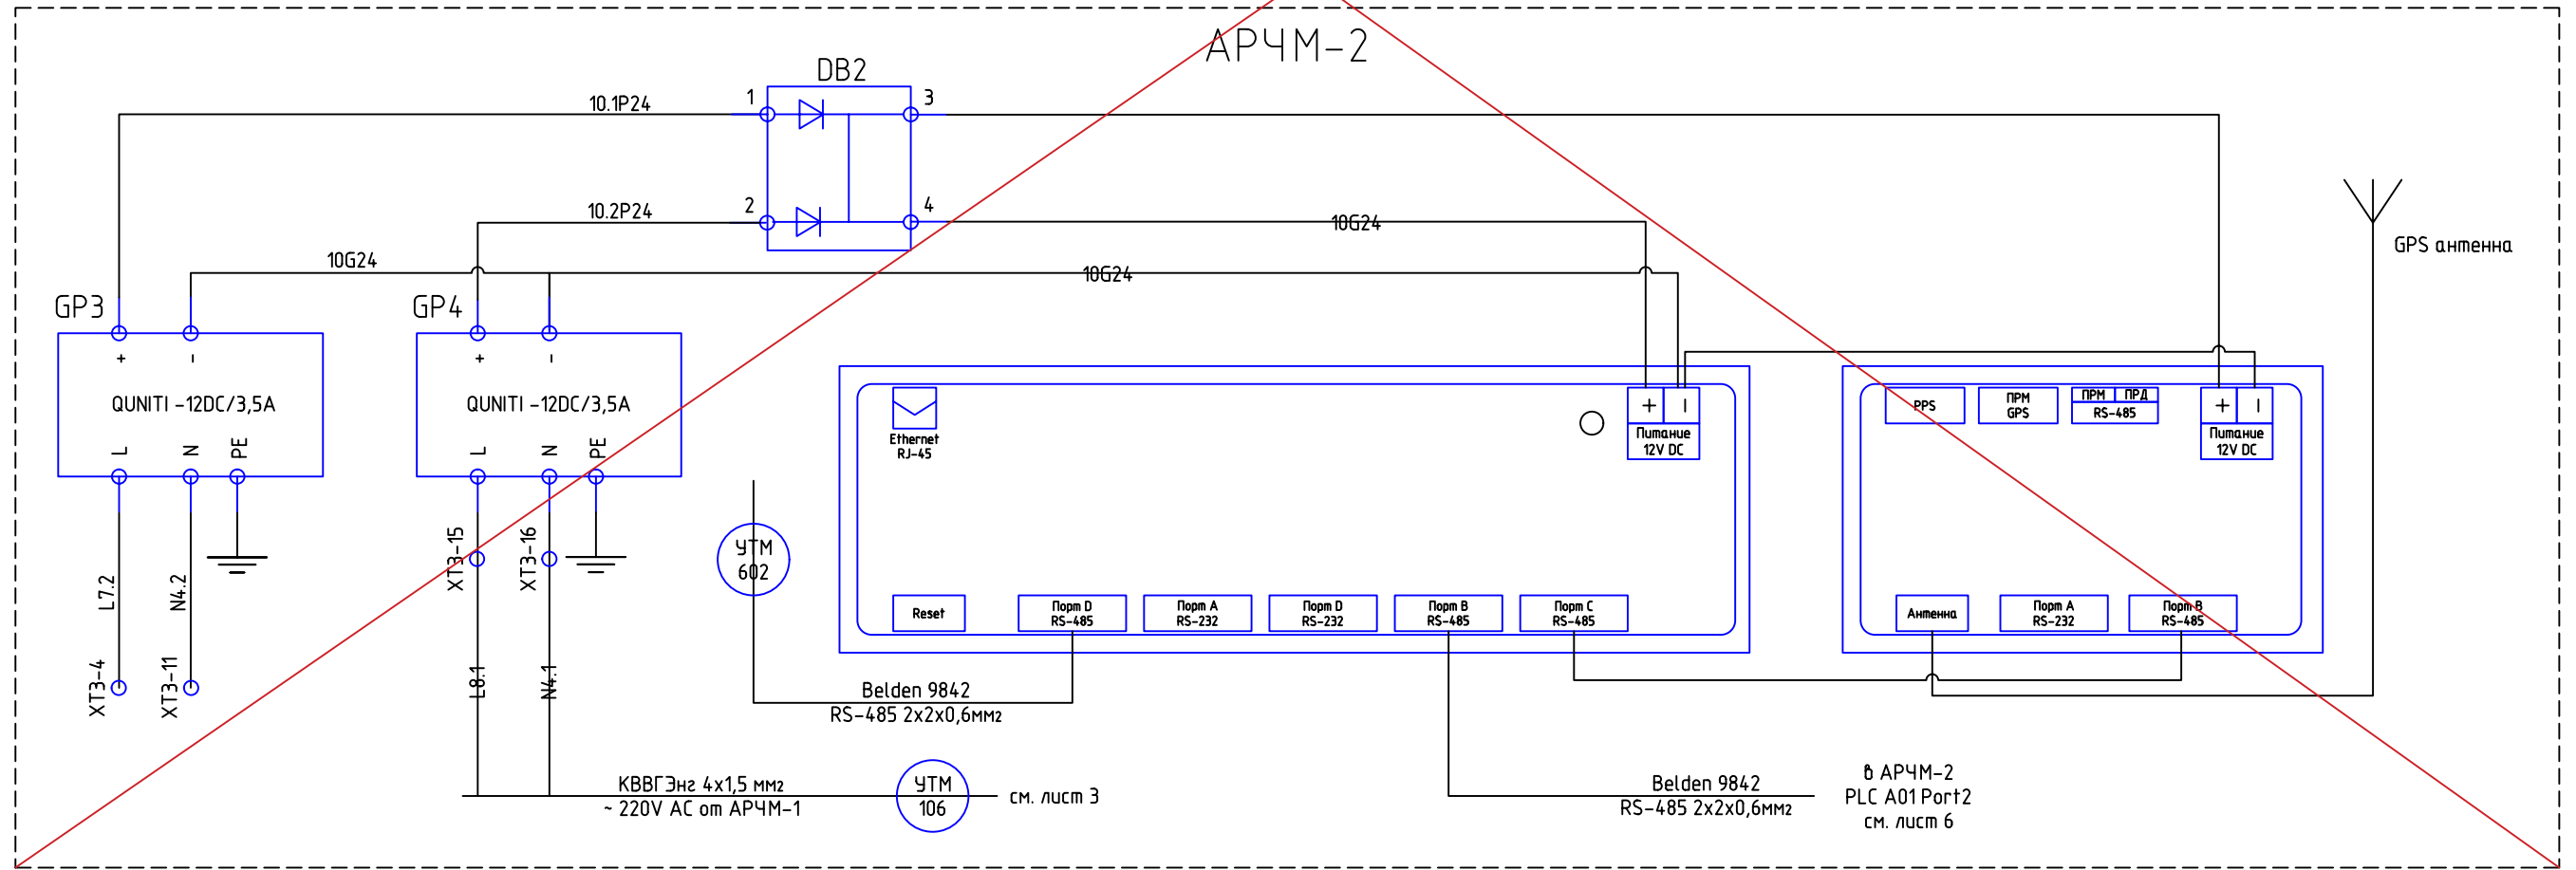 АРЧМ-2
DB2
1
3
10.1P24
2
4
10.2P24
10G24
10G24
10G24
GPS антенна
GP3
GP4
+
-
+
-
QUNITI -12DC/3,5A
QUNITI -12DC/3,5A
L
N
PE
L
N
PE
Ethernet
RJ-45
+
-
Питание
12V DC
PPS
ПРМ
GPS
ПРМ
ПРД
RS-485
+
-
Питание
12V DC
XT3-15
XT3-16
УТМ
602
L7.2
N4.2
Reset
Порт D
RS-485
Порт A
RS-232
Порт D
RS-232
Порт B
RS-485
Порт C
RS-485
Антенна
Порт A
RS-232
Порт B
RS-485
XT3-4
XT3-11
L8.1
N4.1
Belden 9842
RS-485 2x2x0,6мм2
КВВГЭнг 4x1,5 мм2
~ 220V AC от АРЧМ-1
УТМ
106
см. лист 3
Belden 9842
RS-485 2x2x0,6мм2
в АРЧМ-2
PLC A01 Port2
см. лист 6